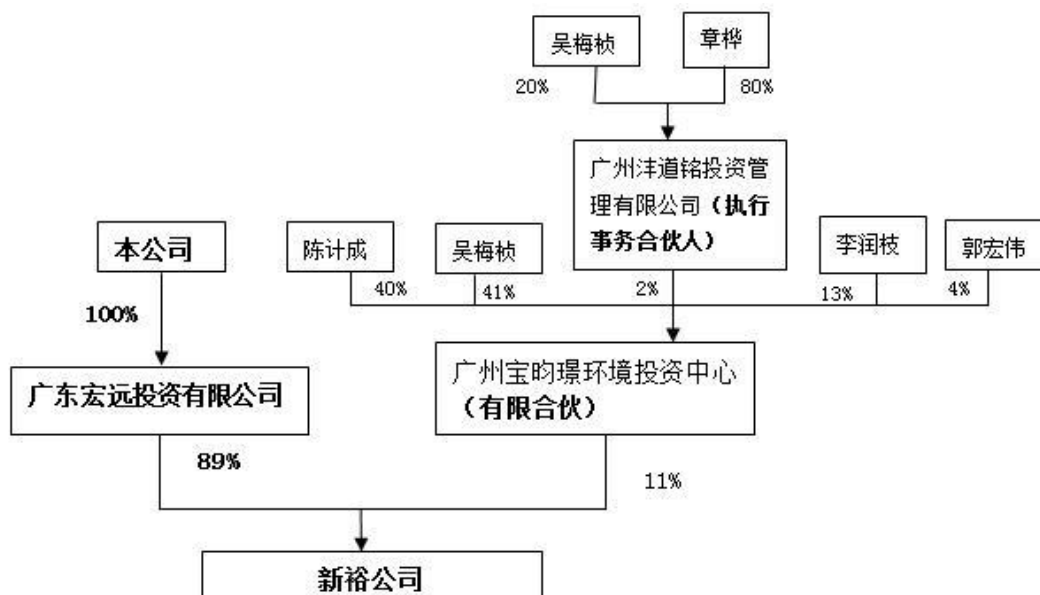 吴梅桢
章桦
20%
80%
广州沣道铭投资管
理有限公司（执行
事务合伙人）
本公司
陈计成
吴梅桢
李润枝
郭宏伟
40%
41%
2%
13%
4%
100%
广东宏远投资有限公司
广州宝昀璟环境投资中心
（有限合伙）
89%
11%
新裕公司